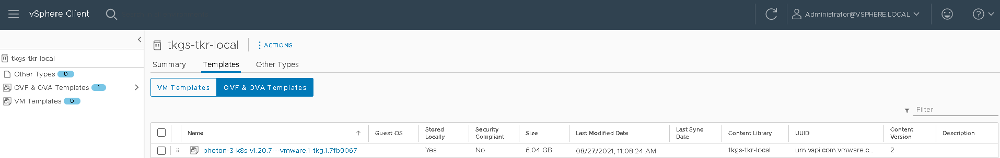 vSphere Client
Administrator@VSPHERE.LOCAL
tkgs-tkr-local
Other Types 0
OVF & OVA Templates 1
VM Templates 0
tkgs-tkr-local ACTIONS
Summary Templates Other Types
VM Templates OVF & OVA Templates
Filter
Name Guest OS Stored Locally Security Compliant Size Last Modified Date Last Sync Date Content Library UUID Content Version Description
photon-3-k8s-v1.20.7---vmware.1-tkg.1.7fb9067 Yes No 6.04 GB 08/27/2021, 11:08:24 AM tkgs-tkr-local urn:vapi:com.vmware.c... 2